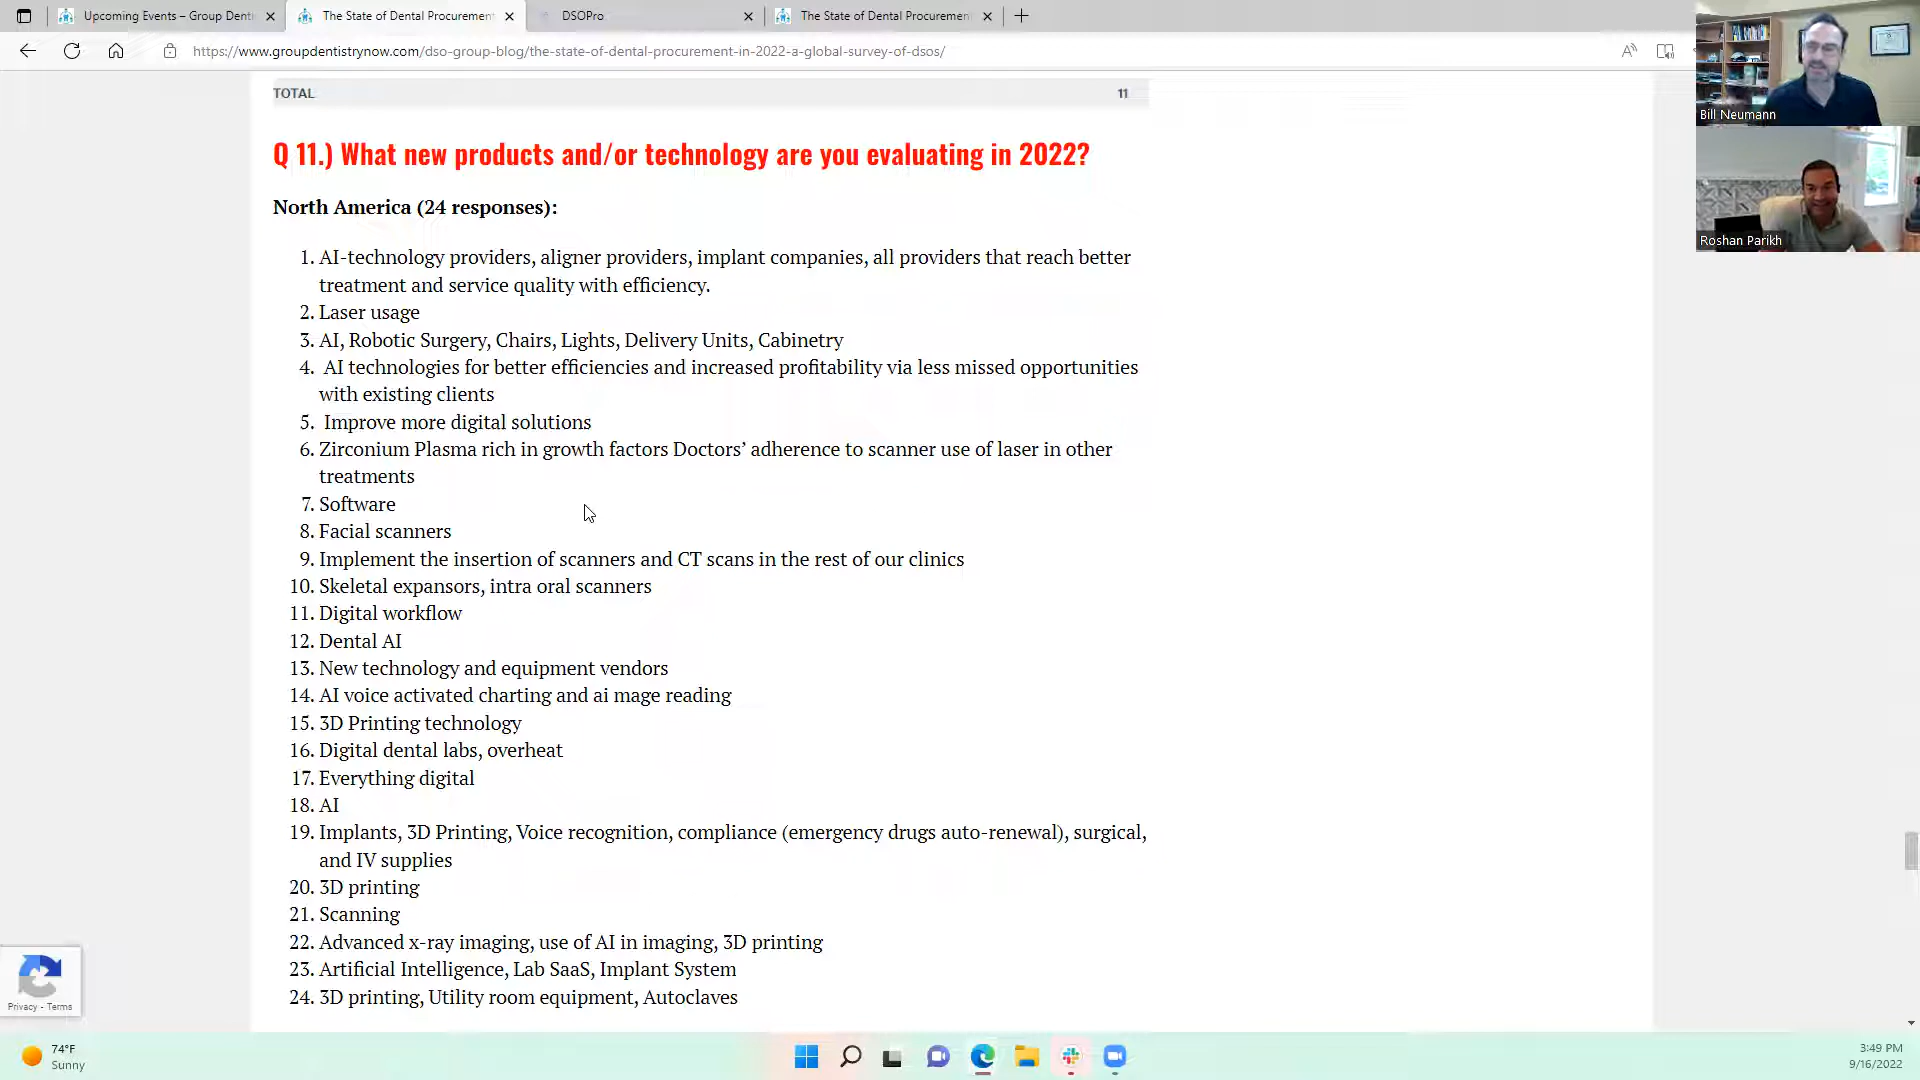 Upcoming Events – Group Denti
The State of Dental Procurement
DSOPro
The State of Dental Procurement
https://www.groupdentistrynow.com/dso-group-blog/the-state-of-dental-procurement-in-2022-a-global-survey-of-dsos/
Bill Neumann
Roshan Parikh
TOTAL 11
Q 11.) What new products and/or technology are you evaluating in 2022?
North America (24 responses):
1. AI-technology providers, aligner providers, implant companies, all providers that reach better
treatment and service quality with efficiency.
2. Laser usage
3. AI, Robotic Surgery, Chairs, Lights, Delivery Units, Cabinetry
4. AI technologies for better efficiencies and increased profitability via less missed opportunities
with existing clients
5. Improve more digital solutions
6. Zirconium Plasma rich in growth factors Doctors’ adherence to scanner use of laser in other
treatments
7. Software
8. Facial scanners
9. Implement the insertion of scanners and CT scans in the rest of our clinics
10. Skeletal expansors, intra oral scanners
11. Digital workflow
12. Dental AI
13. New technology and equipment vendors
14. AI voice activated charting and ai mage reading
15. 3D Printing technology
16. Digital dental labs, overheat
17. Everything digital
18. AI
19. Implants, 3D Printing, Voice recognition, compliance (emergency drugs auto-renewal), surgical,
and IV supplies
20. 3D printing
21. Scanning
22. Advanced x-ray imaging, use of AI in imaging, 3D printing
23. Artificial Intelligence, Lab SaaS, Implant System
24. 3D printing, Utility room equipment, Autoclaves
Privacy - Terms
74°F
Sunny
3:49 PM
9/16/2022